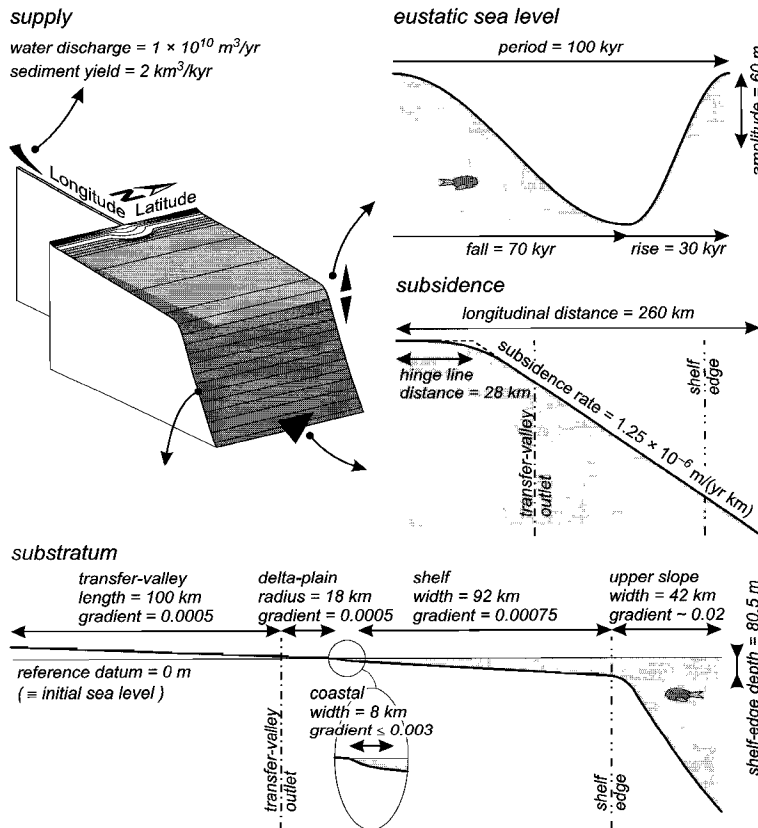 supply
water discharge = 1 × 10¹⁰ m³/yr
sediment yield = 2 km³/kyr
Longitude
Latitude
N
eustatic sea level
period = 100 kyr
amplitude = 60 m
fall = 70 kyr
rise = 30 kyr
subsidence
longitudinal distance = 260 km
hinge line
distance = 28 km
subsidence rate = 1.25 × 10⁻⁶ m/(yr km)
transfer-valley
outlet
shelf
edge
substratum
transfer-valley
length = 100 km
gradient = 0.0005
delta-plain
radius = 18 km
gradient = 0.0005
shelf
width = 92 km
gradient = 0.00075
upper slope
width = 42 km
gradient ~ 0.02
shelf-edge depth = 80.5 m
reference datum = 0 m
( ≡ initial sea level )
coastal
width = 8 km
gradient ≤ 0.003
transfer-valley
outlet
shelf
edge